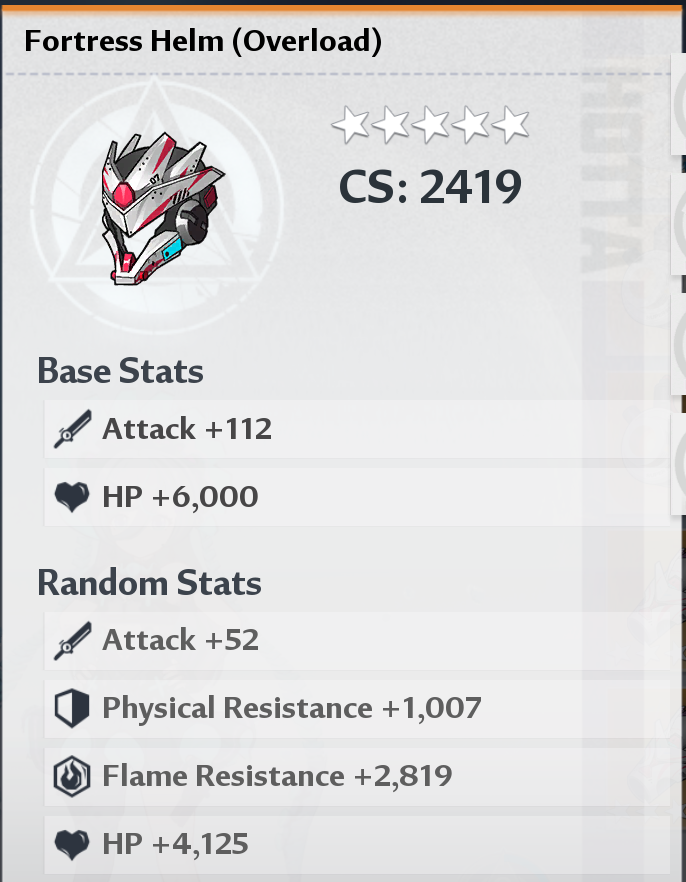 Fortress Helm (Overload)
CS: 2419
Base Stats
Attack +112
HP +6,000
Random Stats
Attack +52
Physical Resistance +1,007
Flame Resistance +2,819
HP +4,125